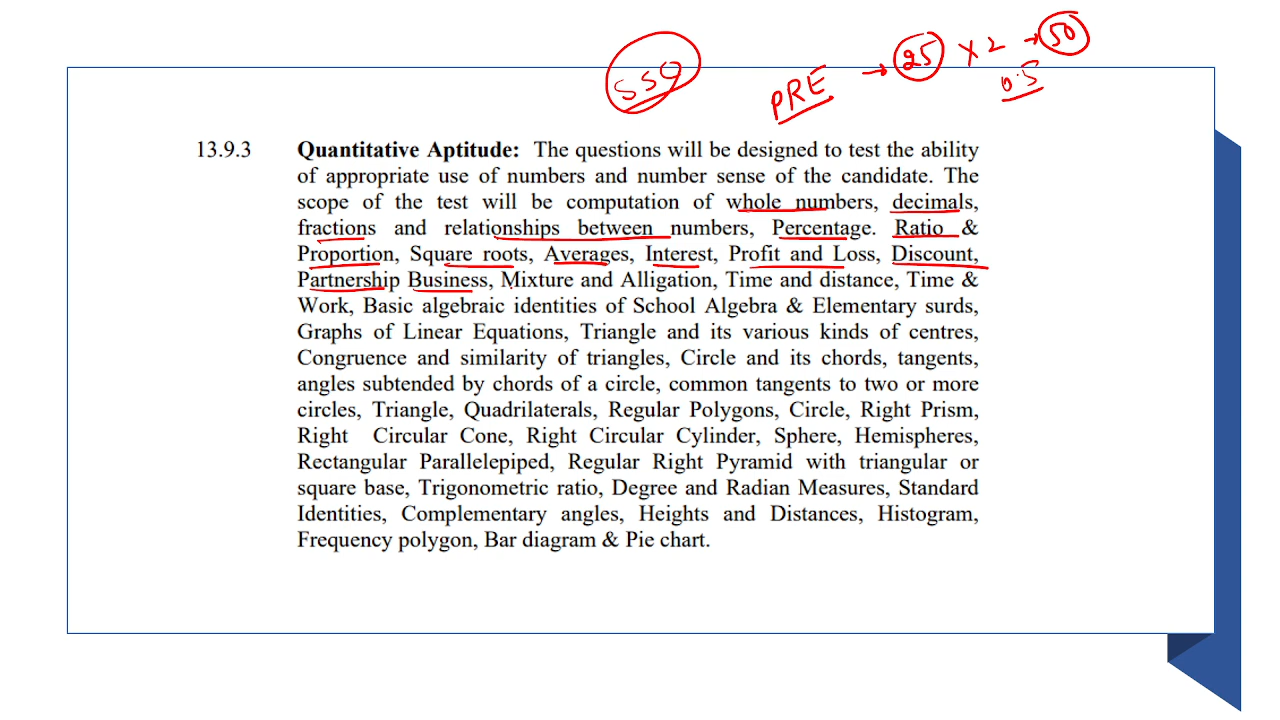 SSC
PRE → 25 × 2 → 50
0.5
13.9.3 Quantitative Aptitude: The questions will be designed to test the ability
of appropriate use of numbers and number sense of the candidate. The
scope of the test will be computation of whole numbers, decimals,
fractions and relationships between numbers, Percentage. Ratio &
Proportion, Square roots, Averages, Interest, Profit and Loss, Discount,
Partnership Business, Mixture and Alligation, Time and distance, Time &
Work, Basic algebraic identities of School Algebra & Elementary surds,
Graphs of Linear Equations, Triangle and its various kinds of centres,
Congruence and similarity of triangles, Circle and its chords, tangents,
angles subtended by chords of a circle, common tangents to two or more
circles, Triangle, Quadrilaterals, Regular Polygons, Circle, Right Prism,
Right Circular Cone, Right Circular Cylinder, Sphere, Hemispheres,
Rectangular Parallelepiped, Regular Right Pyramid with triangular or
square base, Trigonometric ratio, Degree and Radian Measures, Standard
Identities, Complementary angles, Heights and Distances, Histogram,
Frequency polygon, Bar diagram & Pie chart.